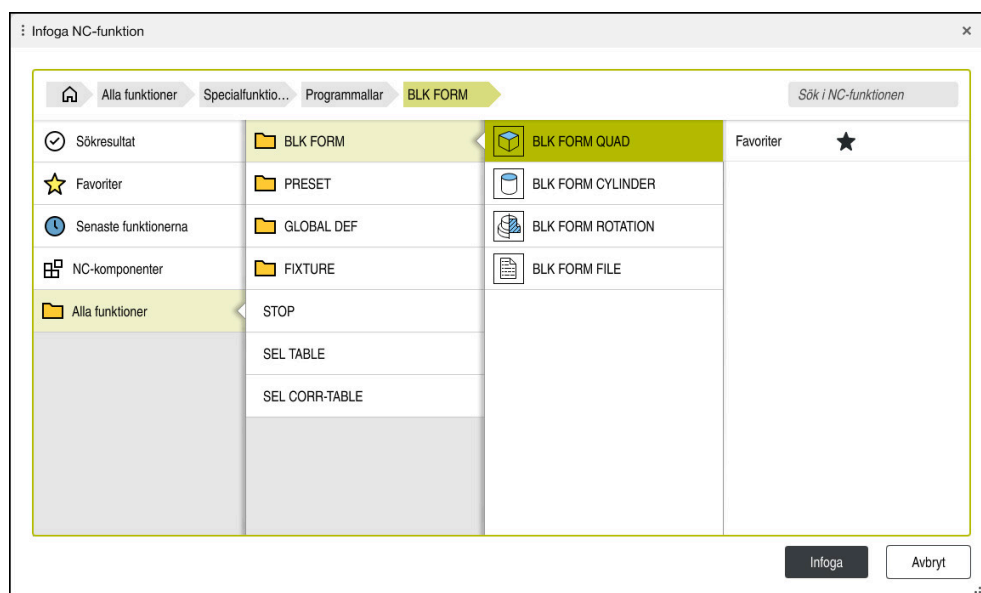 Infoga NC-funktion
Alla funktioner
Specialfunktio...
Programmallar
BLK FORM
Sök i NC-funktionen
Sökresultat
Favoriter
Senaste funktionerna
NC-komponenter
Alla funktioner
BLK FORM
PRESET
GLOBAL DEF
FIXTURE
STOP
SEL TABLE
SEL CORR-TABLE
BLK FORM QUAD
BLK FORM CYLINDER
BLK FORM ROTATION
BLK FORM FILE
Favoriter
Infoga
Avbryt